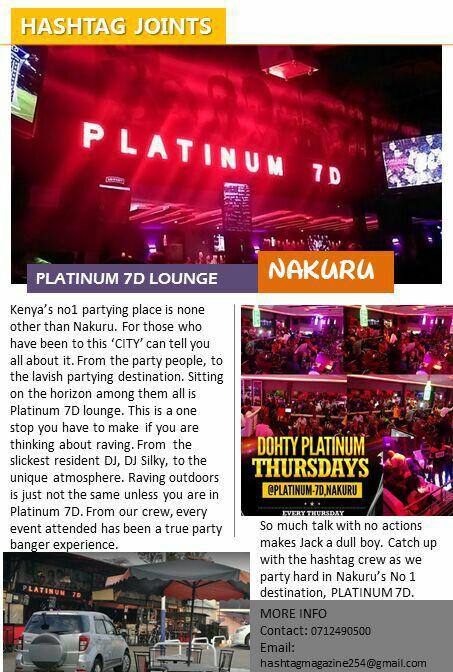 HASHTAG JOINTS
PLATINUM 7D
PLATINUM 7D LOUNGE
NAKURU
Kenya’s no1 partying place is none
other than Nakuru. For those who
have been to this ‘CITY’ can tell you
all about it. From the party people, to
the lavish partying destination. Sitting
on the horizon among them all is
Platinum 7D lounge. This is a one
stop you have to make if you are
thinking about raving. From the
slickest resident DJ, DJ Silky, to the
unique atmosphere. Raving outdoors
is just not the same unless you are in
Platinum 7D. From our crew, every
event attended has been a true party
banger experience.
DOHTY PLATINUM
THURSDAYS
@PLATINUM-7D,NAKURU
EVERY THURSDAY
So much talk with no actions
makes Jack a dull boy. Catch up
with the hashtag crew as we
party hard in Nakuru’s No 1
destination, PLATINUM 7D.
PLATINUM 7D
MORE INFO
Contact: 0712490500
Email:
hashtagmagazine254@gmail.com